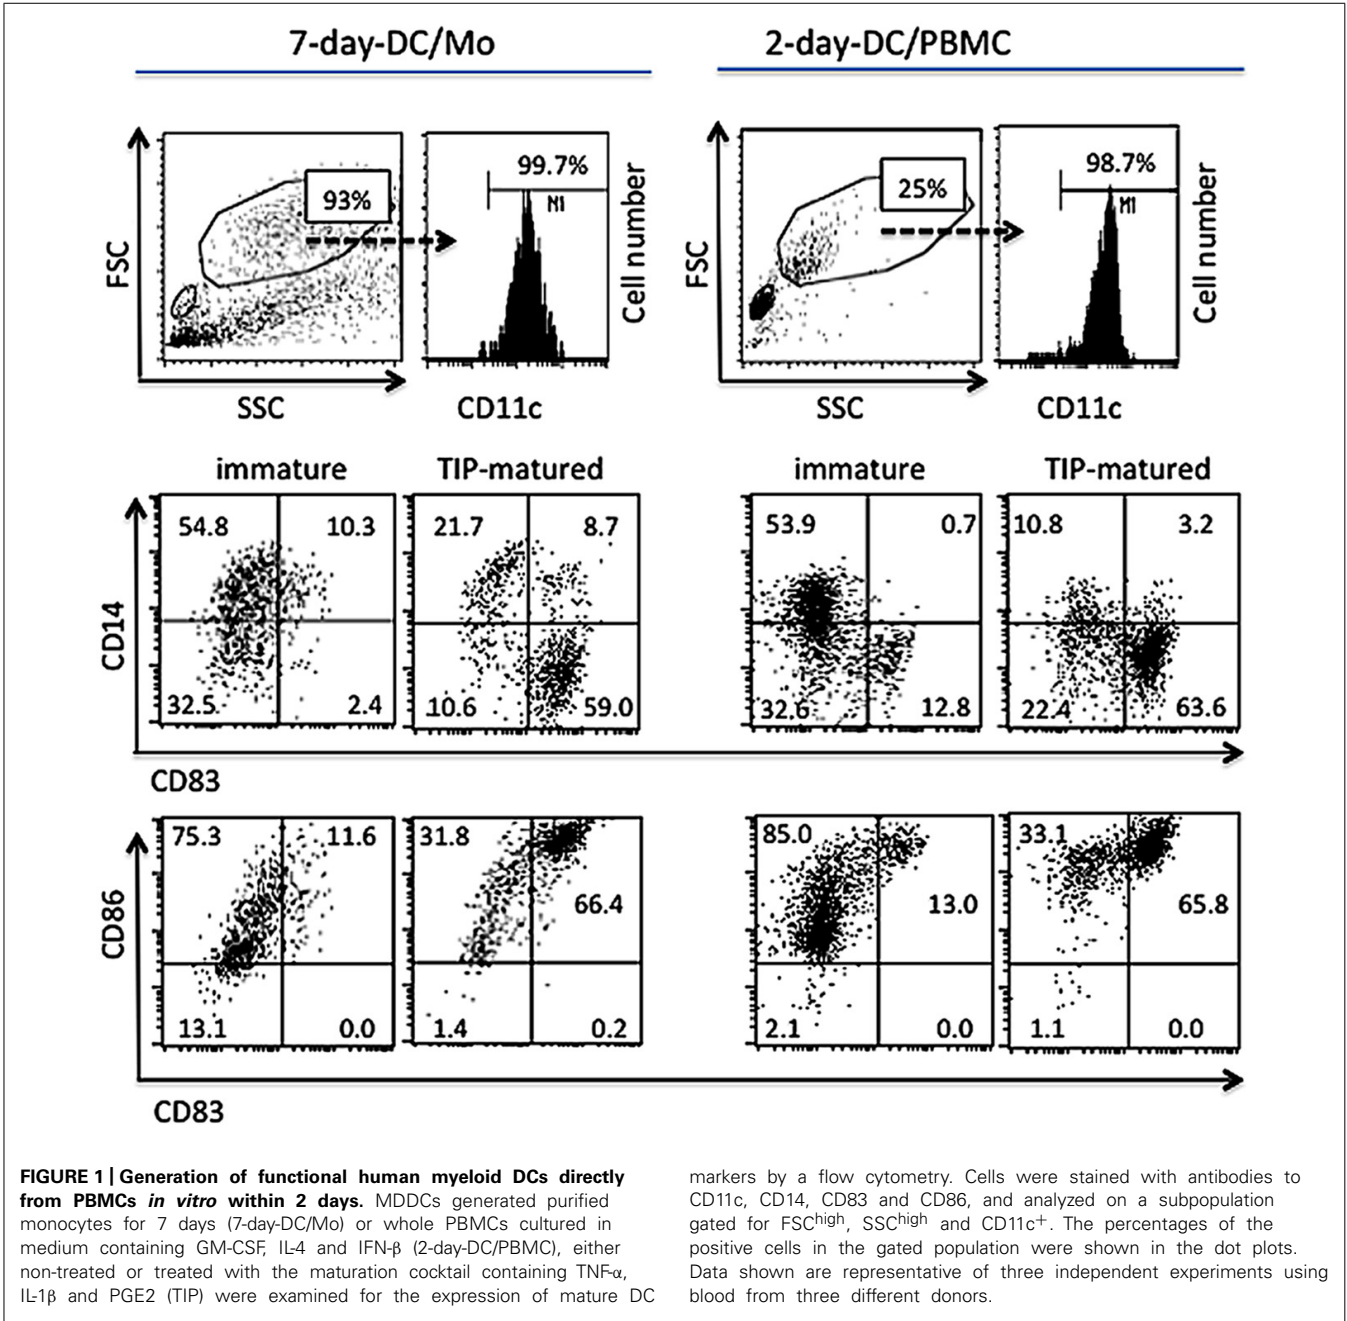 7-day-DC/Mo
2-day-DC/PBMC
FSC
93%
SSC
99.7%
M1
Cell number
CD11c
FSC
25%
SSC
98.7%
M1
Cell number
CD11c
immature
TIP-matured
immature
TIP-matured
CD14
54.8 10.3
32.5 2.4
21.7 8.7
10.6 59.0
53.9 0.7
32.6 12.8
10.8 3.2
22.4 63.6
CD83
CD86
75.3 11.6
13.1 0.0
31.8
66.4
1.4 0.2
85.0
13.0
2.1 0.0
33.1
65.8
1.1 0.0
CD83
FIGURE 1 | Generation of functional human myeloid DCs directly
from PBMCs in vitro within 2 days. MDDCs generated purified
monocytes for 7 days (7-day-DC/Mo) or whole PBMCs cultured in
medium containing GM-CSF, IL-4 and IFN-β (2-day-DC/PBMC), either
non-treated or treated with the maturation cocktail containing TNF-α,
IL-1β and PGE2 (TIP) were examined for the expression of mature DC
markers by a flow cytometry. Cells were stained with antibodies to
CD11c, CD14, CD83 and CD86, and analyzed on a subpopulation
gated for FSChigh, SSChigh and CD11c+. The percentages of the
positive cells in the gated population were shown in the dot plots.
Data shown are representative of three independent experiments using
blood from three different donors.